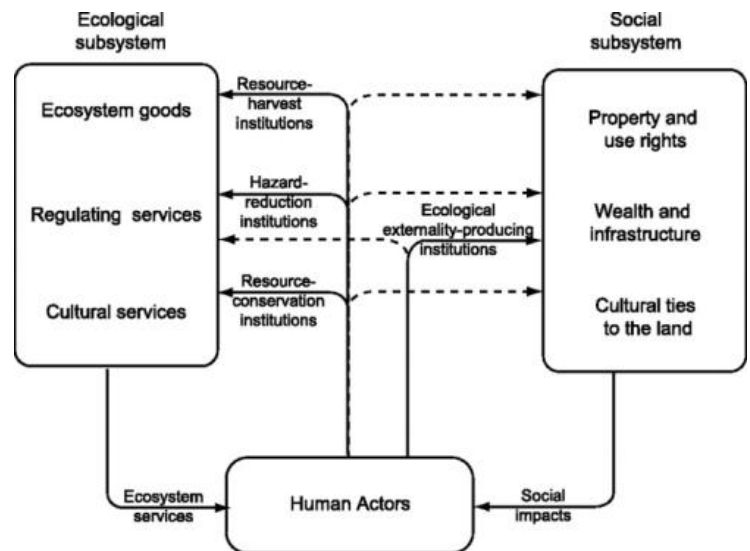 Ecological
subsystem
Social
subsystem
Ecosystem goods
Regulating services
Cultural services
Resource-
harvest
institutions
Hazard-
reduction
institutions
Ecological
externality-producing
institutions
Resource-
conservation
institutions
Property and
use rights
Wealth and
infrastructure
Cultural ties
to the land
Ecosystem
services
Human Actors
Social
impacts